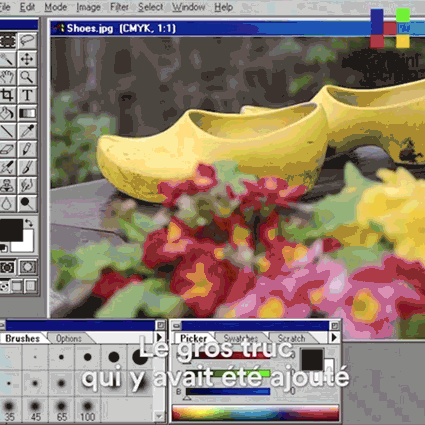 File Edit Mode Image Filter Select Window Help
Shoes.jpg (CMYK, 1:1)
Brushes Options
35 45 65 100
Picker Swatches Scratch
B 0
Le gros truc
qui y avait été ajouté